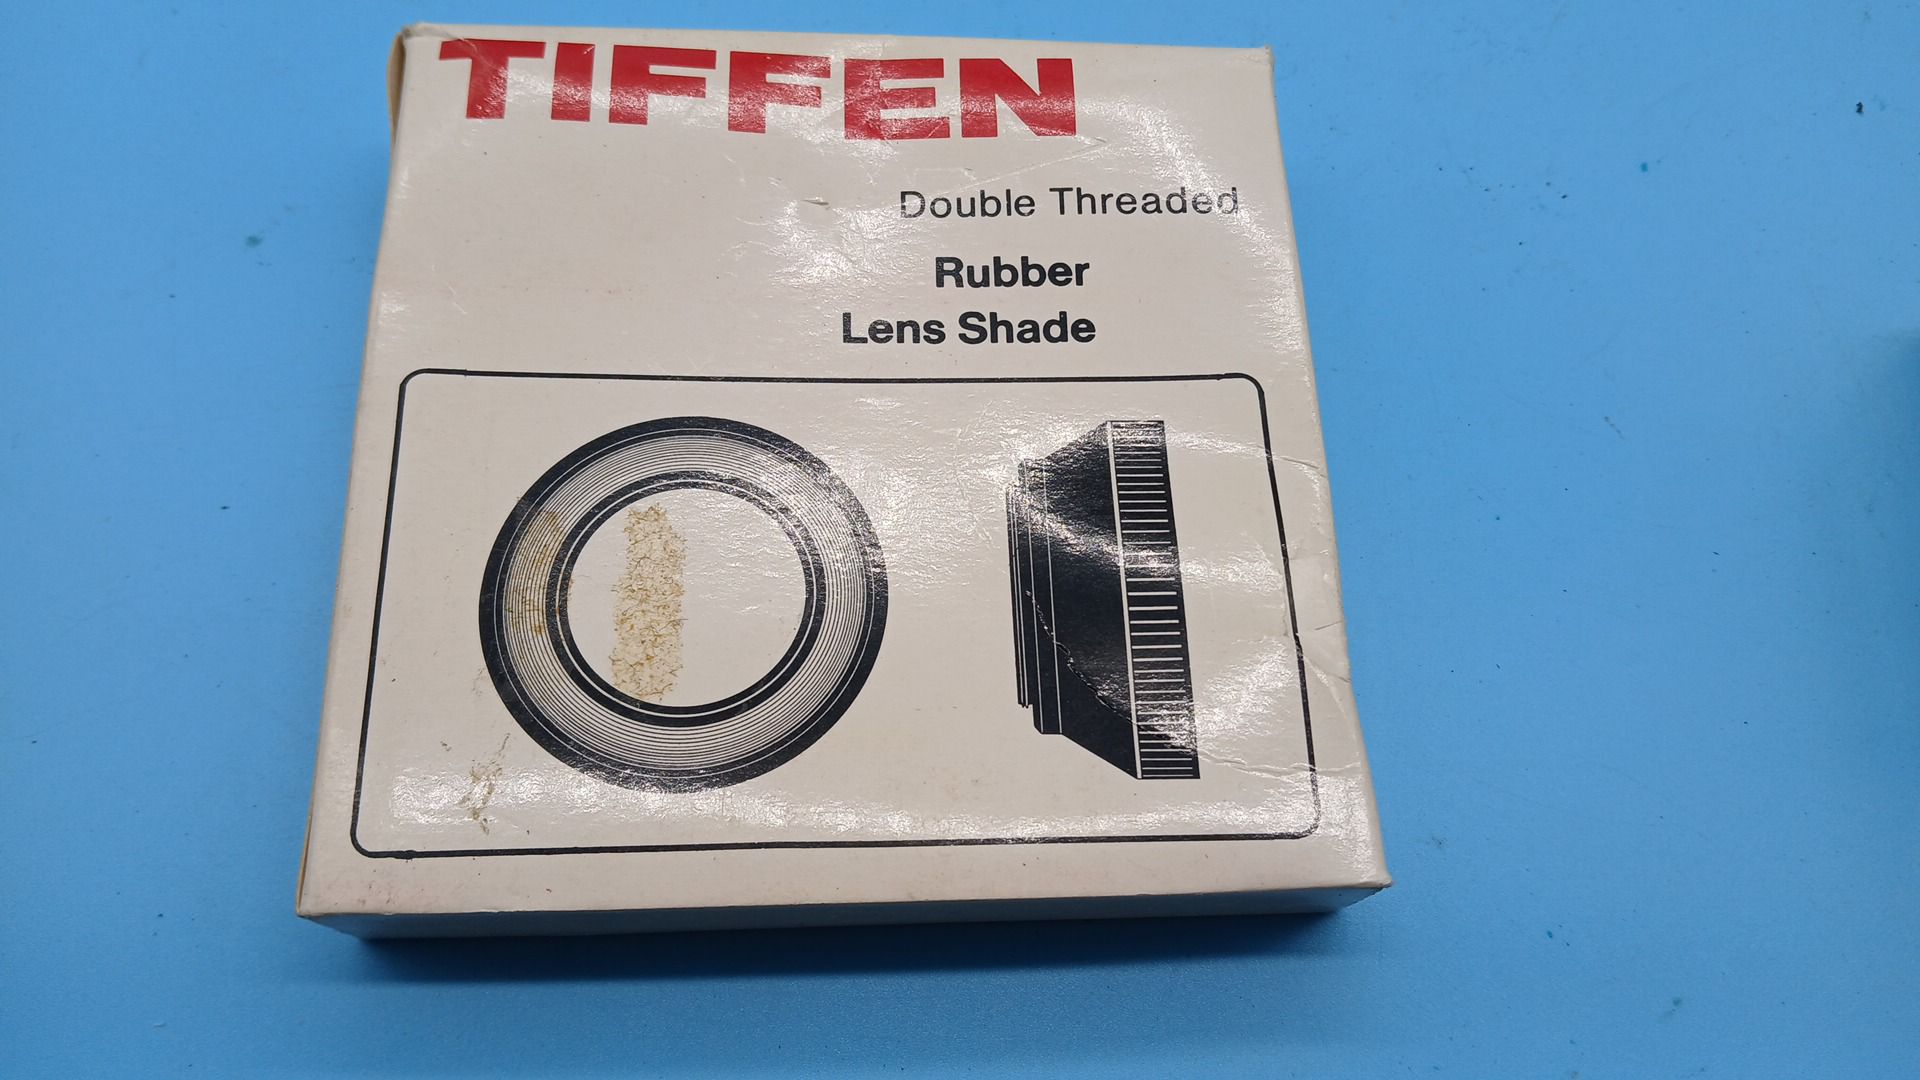 TIFFEN
Double Threaded
Rubber
Lens Shade